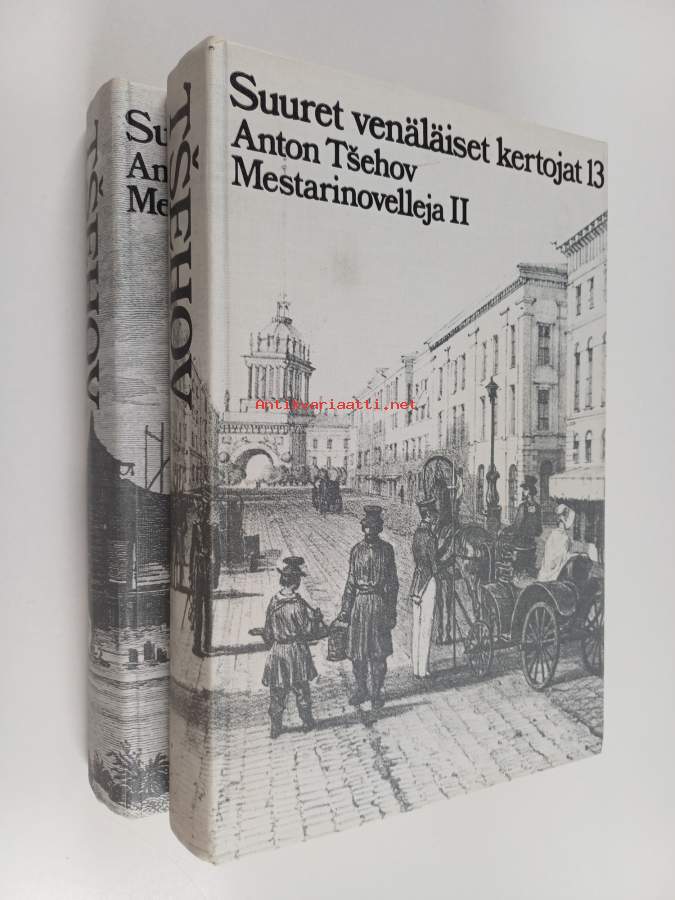 Suuret venäläiset kertojat 13
Anton Tšehov
Mestarinovelleja II
TŠEHOV
Su
An
Me
TŠEHOV
Antikvariaatti.net